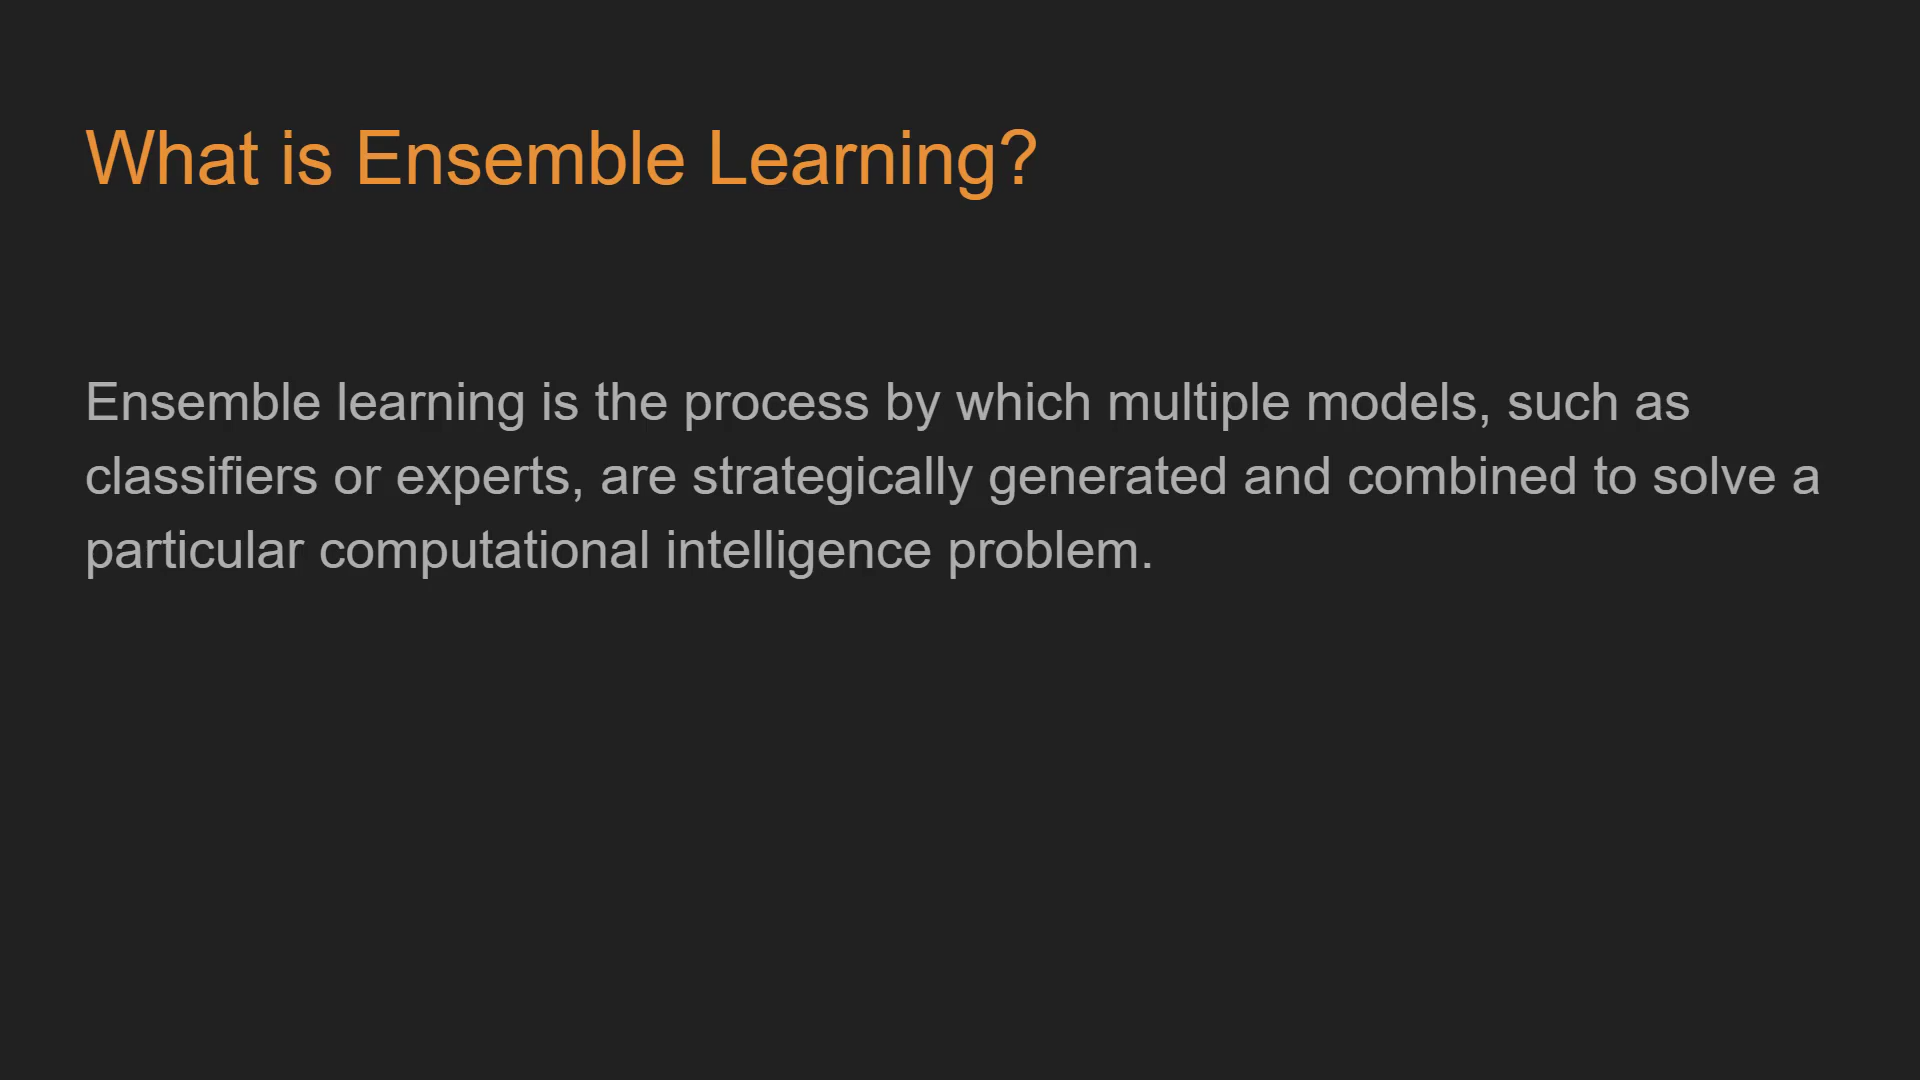 What is Ensemble Learning?
Ensemble learning is the process by which multiple models, such as
classifiers or experts, are strategically generated and combined to solve a
particular computational intelligence problem.